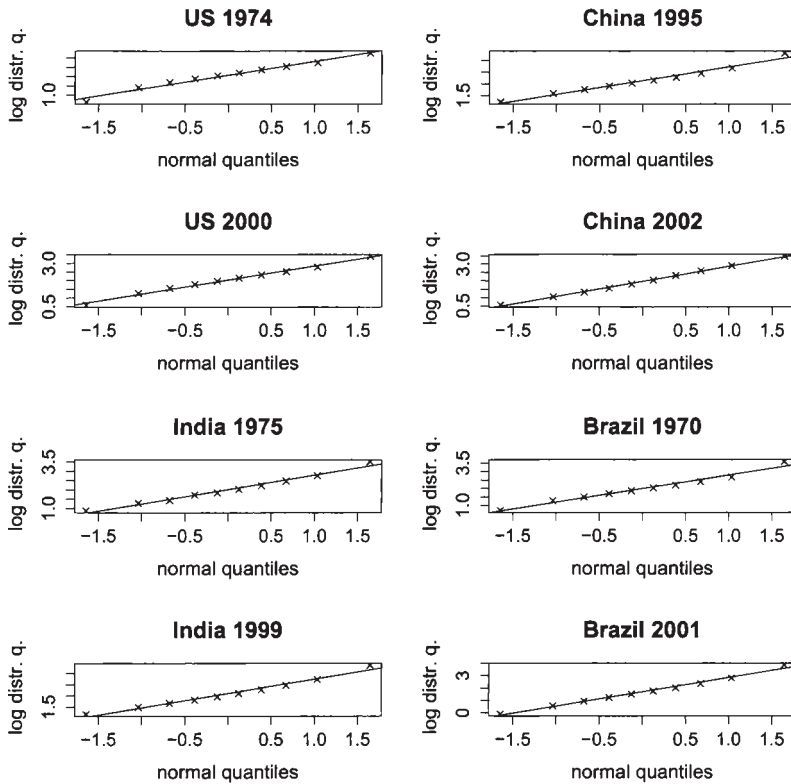 US 1974
log distr. q.
1.0
−1.5 −0.5 0.5 1.0 1.5
normal quantiles
China 1995
log distr. q.
1.5
−1.5 −0.5 0.5 1.0 1.5
normal quantiles
US 2000
log distr. q.
0.5 3.0
−1.5 −0.5 0.5 1.0 1.5
normal quantiles
China 2002
log distr. q.
0.5 3.0
−1.5 −0.5 0.5 1.0 1.5
normal quantiles
India 1975
log distr. q.
1.0 3.5
−1.5 −0.5 0.5 1.0 1.5
normal quantiles
Brazil 1970
log distr. q.
1.0 3.5
−1.5 −0.5 0.5 1.0 1.5
normal quantiles
India 1999
log distr. q.
1.5
−1.5 −0.5 0.5 1.0 1.5
normal quantiles
Brazil 2001
log distr. q.
0 3
−1.5 −0.5 0.5 1.0 1.5
normal quantiles